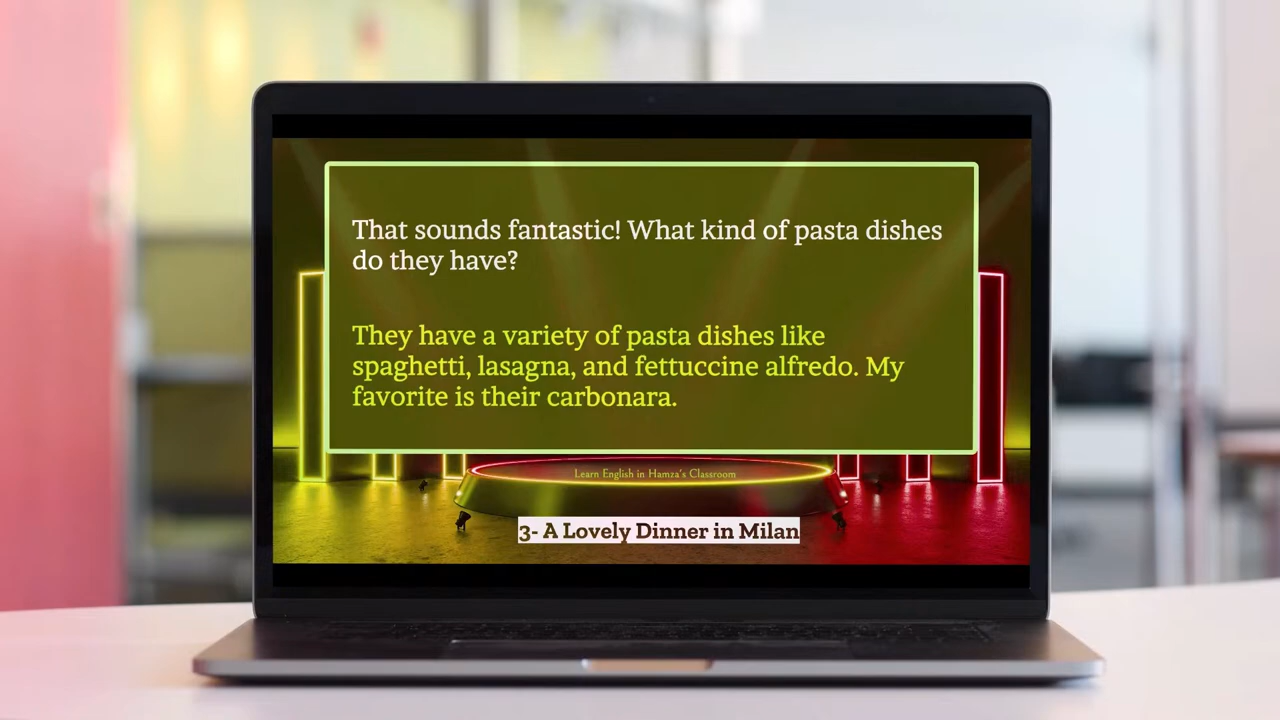 That sounds fantastic! What kind of pasta dishes
do they have?
They have a variety of pasta dishes like
spaghetti, lasagna, and fettuccine alfredo. My
favorite is their carbonara.
Learn English in Hamza's Classroom
3- A Lovely Dinner in Milan